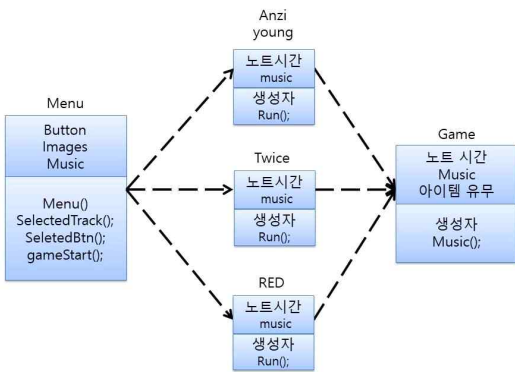 Menu
Button
Images
Music
Menu()
SelectedTrack();
SeletedBtn();
gameStart();
Anzi
young
노트시간
music
생성자
Run();
Twice
노트시간
music
생성자
Run();
RED
노트시간
music
생성자
Run();
Game
노트 시간
Music
아이템 유무
생성자
Music();